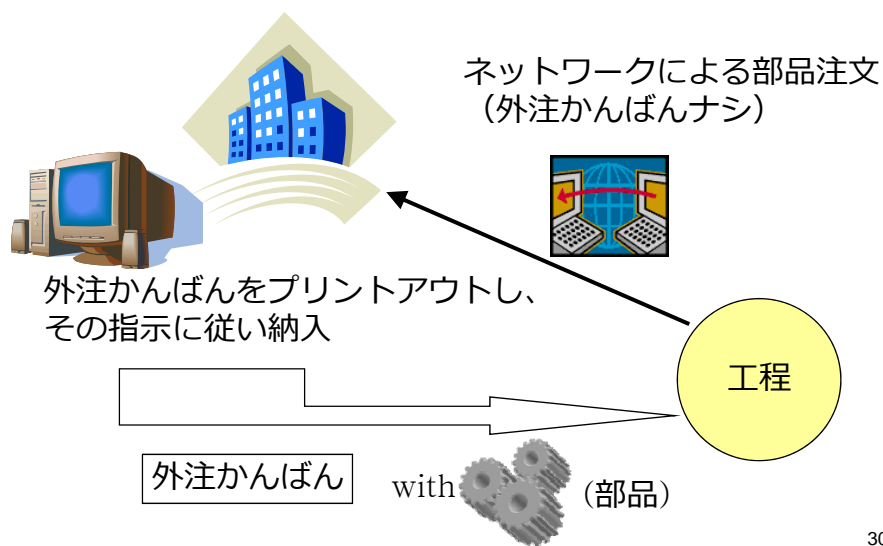 ネットワークによる部品注文
（外注かんばんナシ）
外注かんばんをプリントアウトし、
その指示に従い納入
工程
外注かんばん with (部品）
30